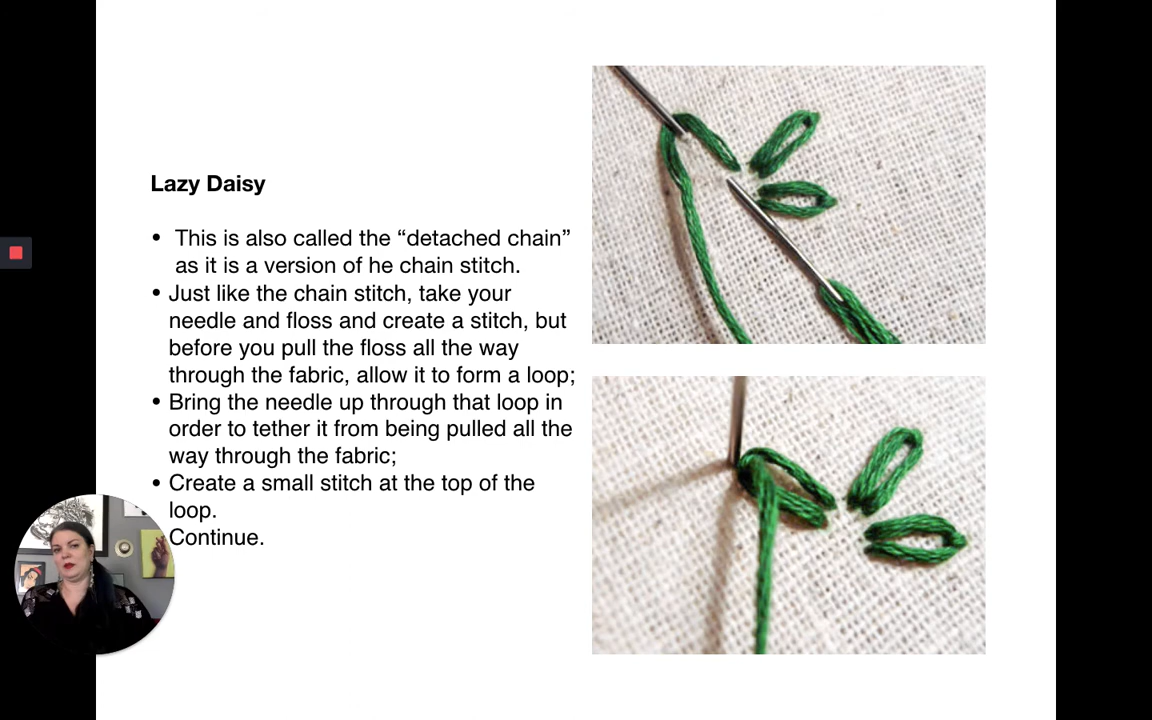 Lazy Daisy
• This is also called the “detached chain”
as it is a version of he chain stitch.
• Just like the chain stitch, take your
needle and floss and create a stitch, but
before you pull the floss all the way
through the fabric, allow it to form a loop;
• Bring the needle up through that loop in
order to tether it from being pulled all the
way through the fabric;
• Create a small stitch at the top of the
loop.
Continue.